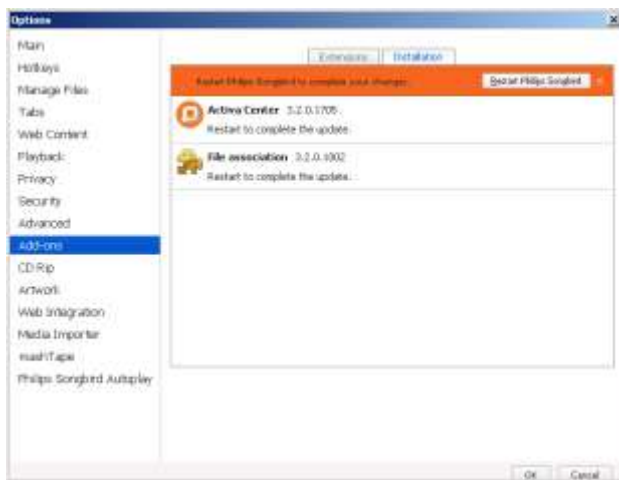 Options
Main
Hotkeys
Manage Files
Tabs
Web Content
Playback
Privacy
Security
Advanced
Add-ons
CD Rip
Artwork
Web Integration
Media Importer
mashTape
Philips Songbird Autoplay
Extensions
Installation
Restart Philips Songbird to complete your changes.
Restart Philips Songbird
Activa Center 3.2.0.1705
Restart to complete the update.
File association 3.2.0.1002
Restart to complete the update.
OK
Cancel